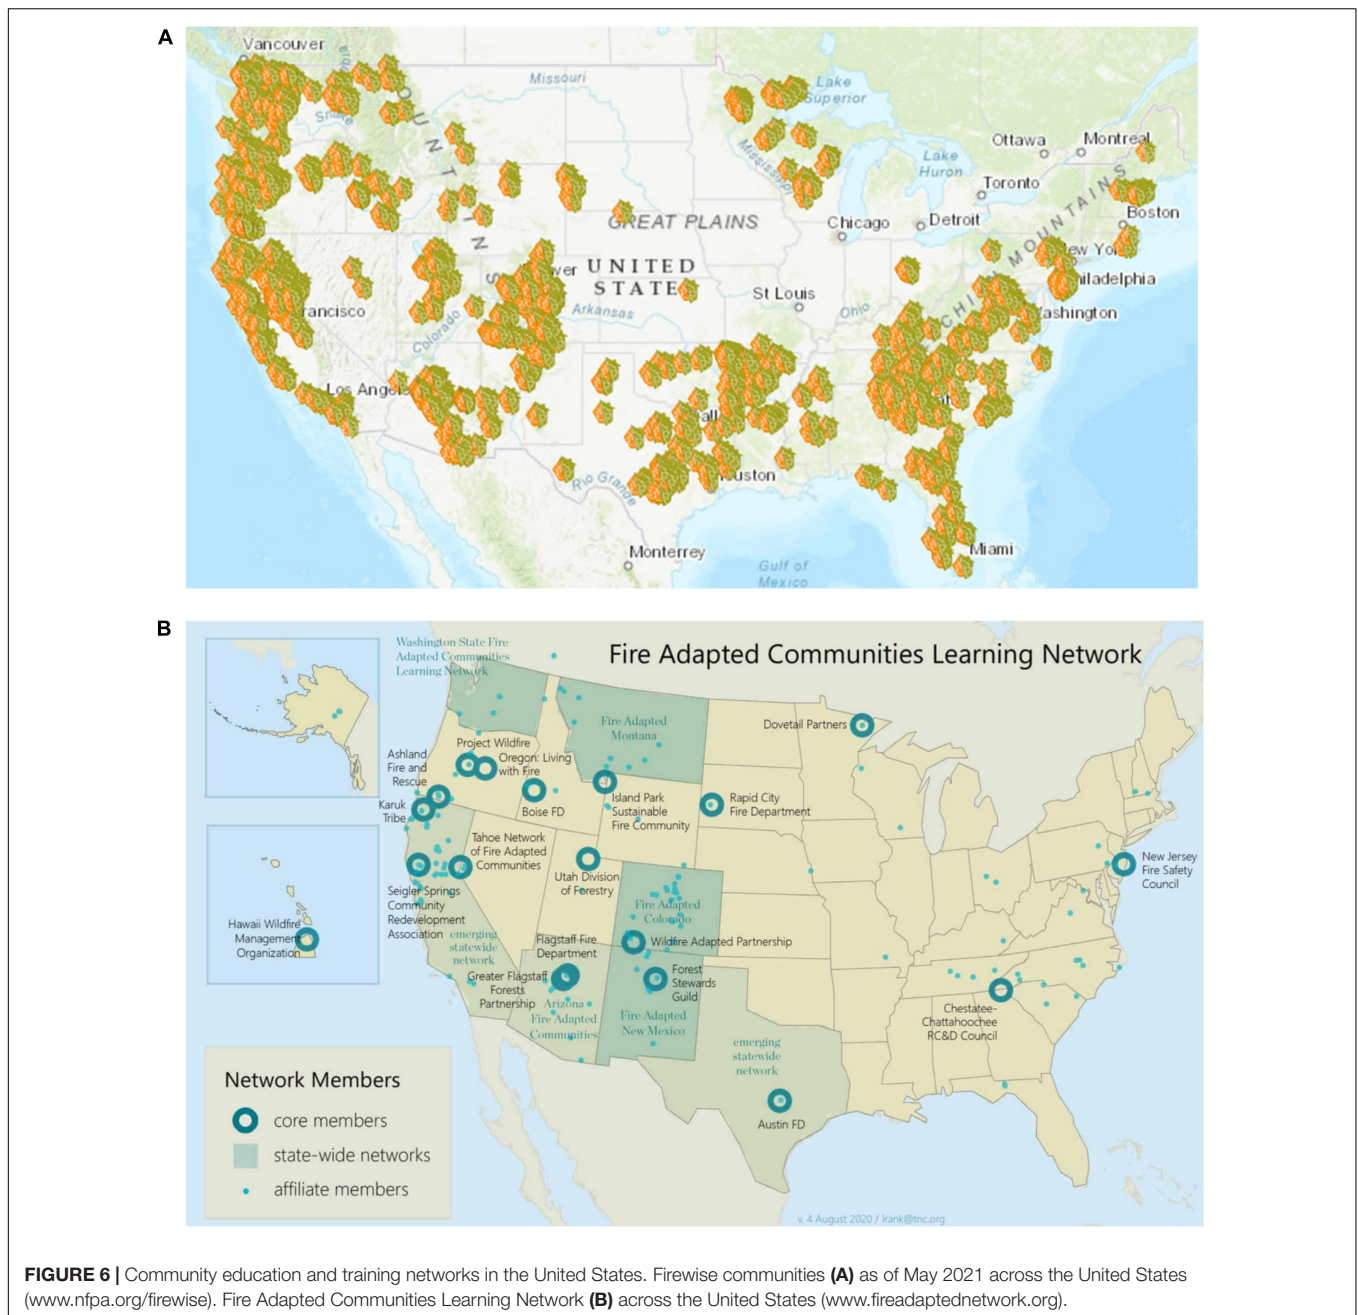 A
Vancouver
Missouri
Lake
Superior
Ottawa
Montreal
Mississippi
Lake
Huron
Toronto
Boston
GREAT PLAINS
Chicago
Detroit
MOUNTAINS
ew Yo
ver
UNITED
STATE
hiladelphia
St Louis
Ohio
rancisco
Colorado
Arkansas
ashington
Los Angele
all
uston
Rio Grande
Monterrey
Miami
Gulf of
Mexico
B
Fire Adapted Communities Learning Network
Washington State Fire
Adapted Communities
Learning Network
Fire Adapted
Montana
Dovetail Partners
Project Wildfire
Oregon: Living
with Fire
Ashland
Fire and
Rescue
Karuk
Tribe
Boise FD
Island Park
Sustainable
Fire Community
Rapid City
Fire Department
Tahoe Network
of Fire Adapted
Communities
Utah Division
of Forestry
New Jersey
Fire Safety
Council
Seigler Springs
Community
Redevelopment
Association
emerging
statewide
network
Fire Adapted
Colorado
Hawaii Wildfire
Management
Organization
Flagstaff Fire
Department
Wildfire Adapted Partnership
Greater Flagstaff
Forests
Partnership
Forest
Stewards
Guild
Arizona
Fire Adapted
Communities
Fire Adapted
New Mexico
Chestatee-
Chattahoochee
RC&D Council
emerging
statewide
network
Austin FD
Network Members
core members
state-wide networks
affiliate members
v. 4 August 2020 / lrank@tnc.org
FIGURE 6 | Community education and training networks in the United States. Firewise communities (A) as of May 2021 across the United States
(www.nfpa.org/firewise). Fire Adapted Communities Learning Network (B) across the United States (www.fireadaptednetwork.org).